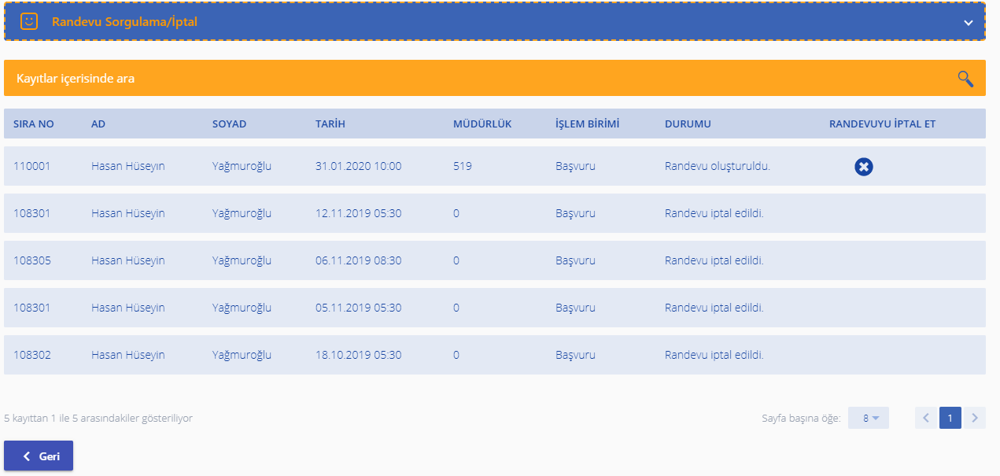 Randevu Sorgulama/İptal
Kayıtlar içerisinde ara
SIRA NO AD SOYAD TARİH MÜDÜRLÜK İŞLEM BİRİMİ DURUMU RANDEVUYU İPTAL ET
110001 Hasan Hüseyın Yağmuroğlu 31.01.2020 10:00 519 Başvuru Randevu oluşturuldu.
108301 Hasan Hüseyin Yağmuroğlu 12.11.2019 05:30 0 Başvuru Randevu iptal edildi.
108305 Hasan Hüseyin Yağmuroğlu 06.11.2019 08:30 0 Başvuru Randevu iptal edildi.
108301 Hasan Hüseyin Yağmuroğlu 05.11.2019 05:30 0 Başvuru Randevu iptal edildi.
108302 Hasan Hüseyin Yağmuroğlu 18.10.2019 05:30 0 Başvuru Randevu iptal edildi.
5 kayıttan 1 ile 5 arasındakiler gösteriliyor Sayfa başına öğe: 8 1
Geri